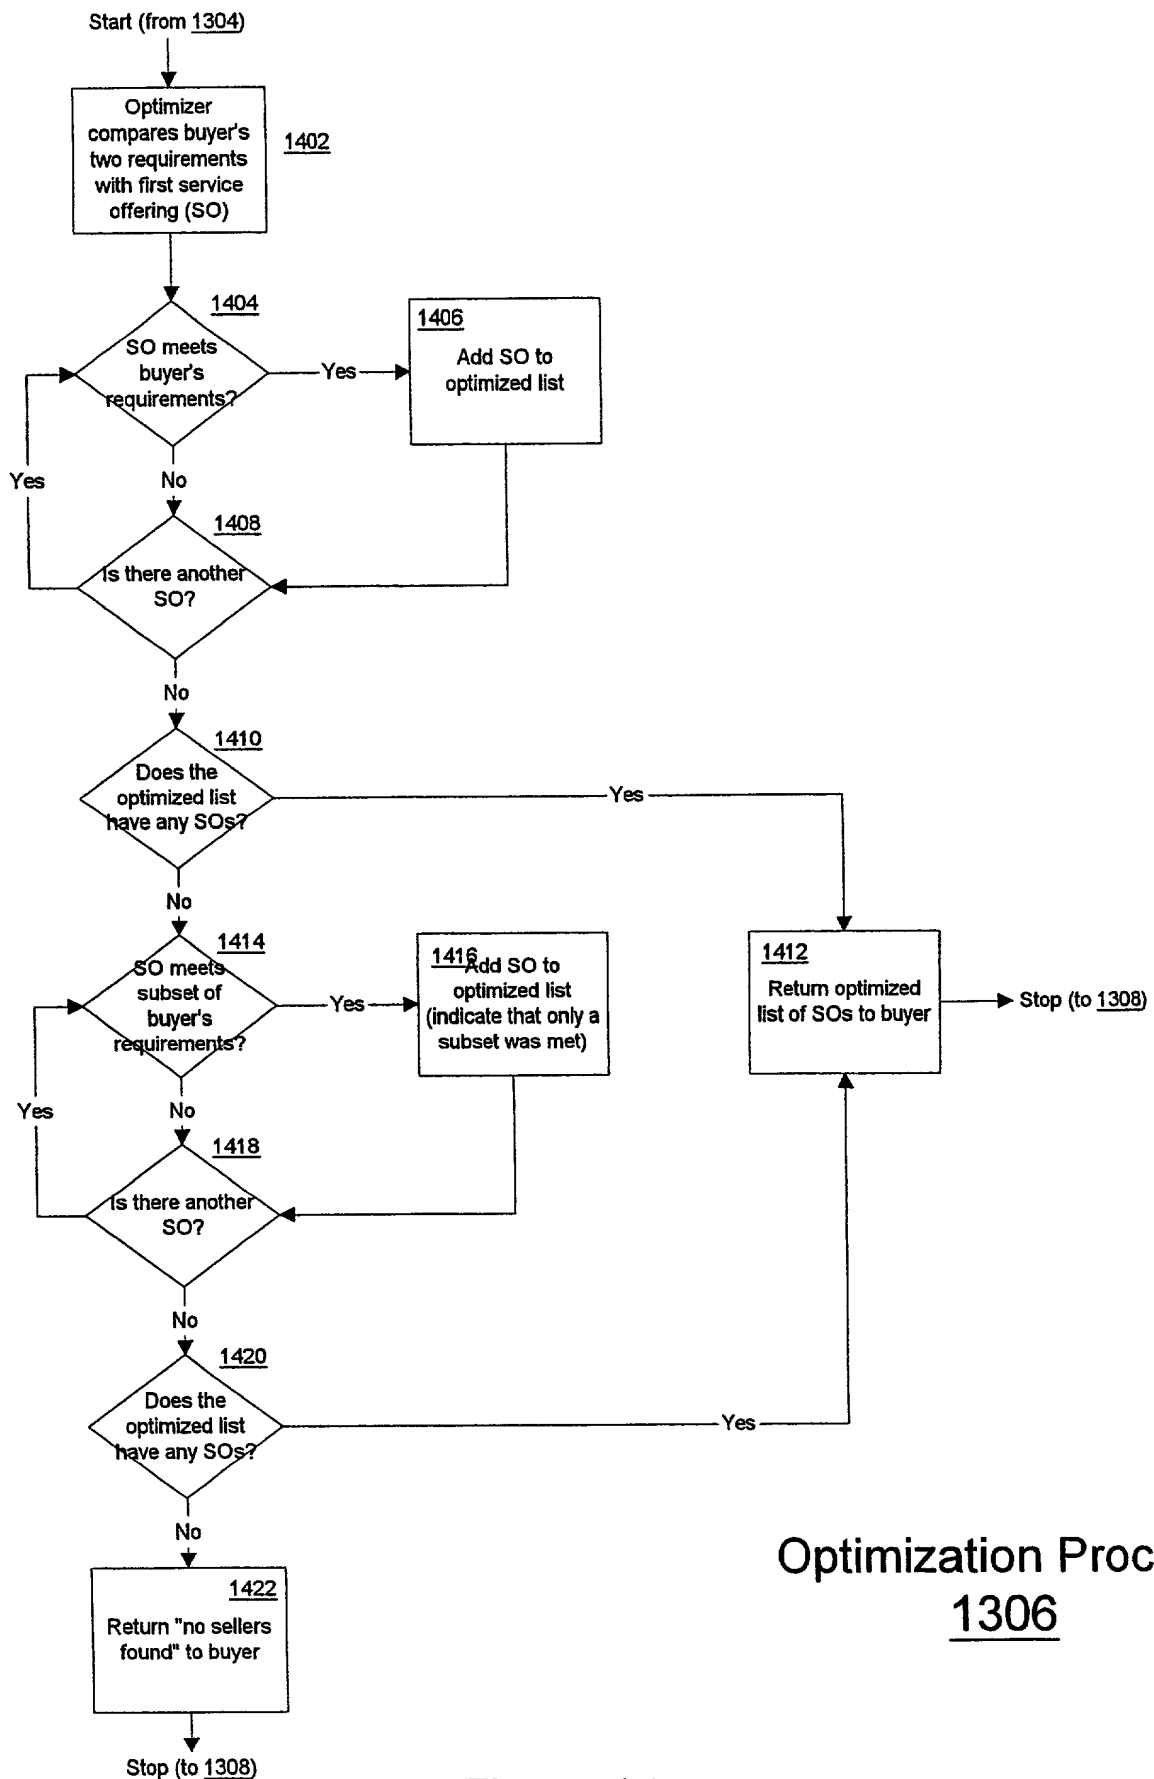 Start (from 1304)
Optimizer
compares buyer's
two requirements
with first service
offering (SO)
1402
1404
SO meets
buyer's
requirements?
Yes
1406
Add SO to
optimized list
Yes
No
1408
Is there another
SO?
No
1410
Does the
optimized list
have any SOs?
Yes
No
1414
SO meets
subset of
buyer's
requirements?
Yes
1416
Add SO to
optimized list
(indicate that only a
subset was met)
1412
Return optimized
list of SOs to buyer
Stop (to 1308)
Yes
No
1418
Is there another
SO?
No
1420
Does the
optimized list
have any SOs?
Yes
No
1422
Return "no sellers
found" to buyer
Stop (to 1308)
Optimization Proc
1306